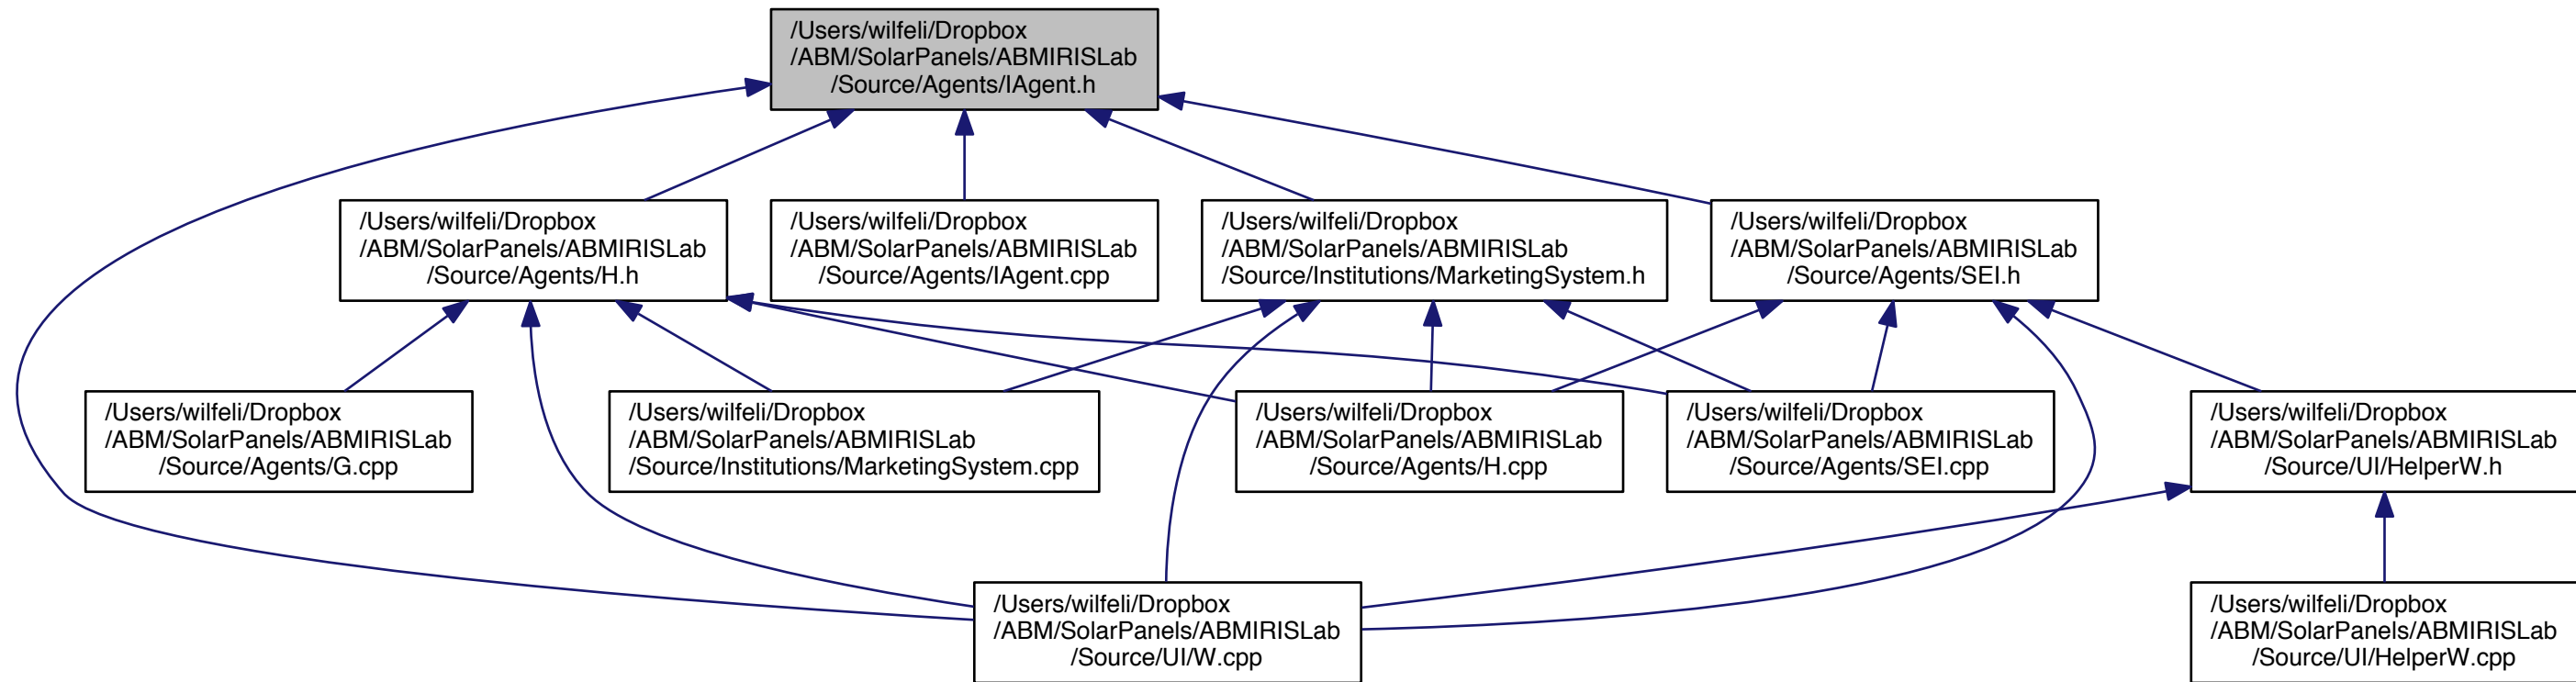 /Users/wilfeli/Dropbox
/ABM/SolarPanels/ABMIRISLab
/Source/Agents/IAgent.h
/Users/wilfeli/Dropbox
/ABM/SolarPanels/ABMIRISLab
/Source/Agents/H.h
/Users/wilfeli/Dropbox
/ABM/SolarPanels/ABMIRISLab
/Source/Agents/IAgent.cpp
/Users/wilfeli/Dropbox
/ABM/SolarPanels/ABMIRISLab
/Source/Institutions/MarketingSystem.h
/Users/wilfeli/Dropbox
/ABM/SolarPanels/ABMIRISLab
/Source/Agents/SEI.h
/Users/wilfeli/Dropbox
/ABM/SolarPanels/ABMIRISLab
/Source/Agents/G.cpp
/Users/wilfeli/Dropbox
/ABM/SolarPanels/ABMIRISLab
/Source/Institutions/MarketingSystem.cpp
/Users/wilfeli/Dropbox
/ABM/SolarPanels/ABMIRISLab
/Source/Agents/H.cpp
/Users/wilfeli/Dropbox
/ABM/SolarPanels/ABMIRISLab
/Source/Agents/SEI.cpp
/Users/wilfeli/Dropbox
/ABM/SolarPanels/ABMIRISLab
/Source/UI/HelperW.h
/Users/wilfeli/Dropbox
/ABM/SolarPanels/ABMIRISLab
/Source/UI/W.cpp
/Users/wilfeli/Dropbox
/ABM/SolarPanels/ABMIRISLab
/Source/UI/HelperW.cpp